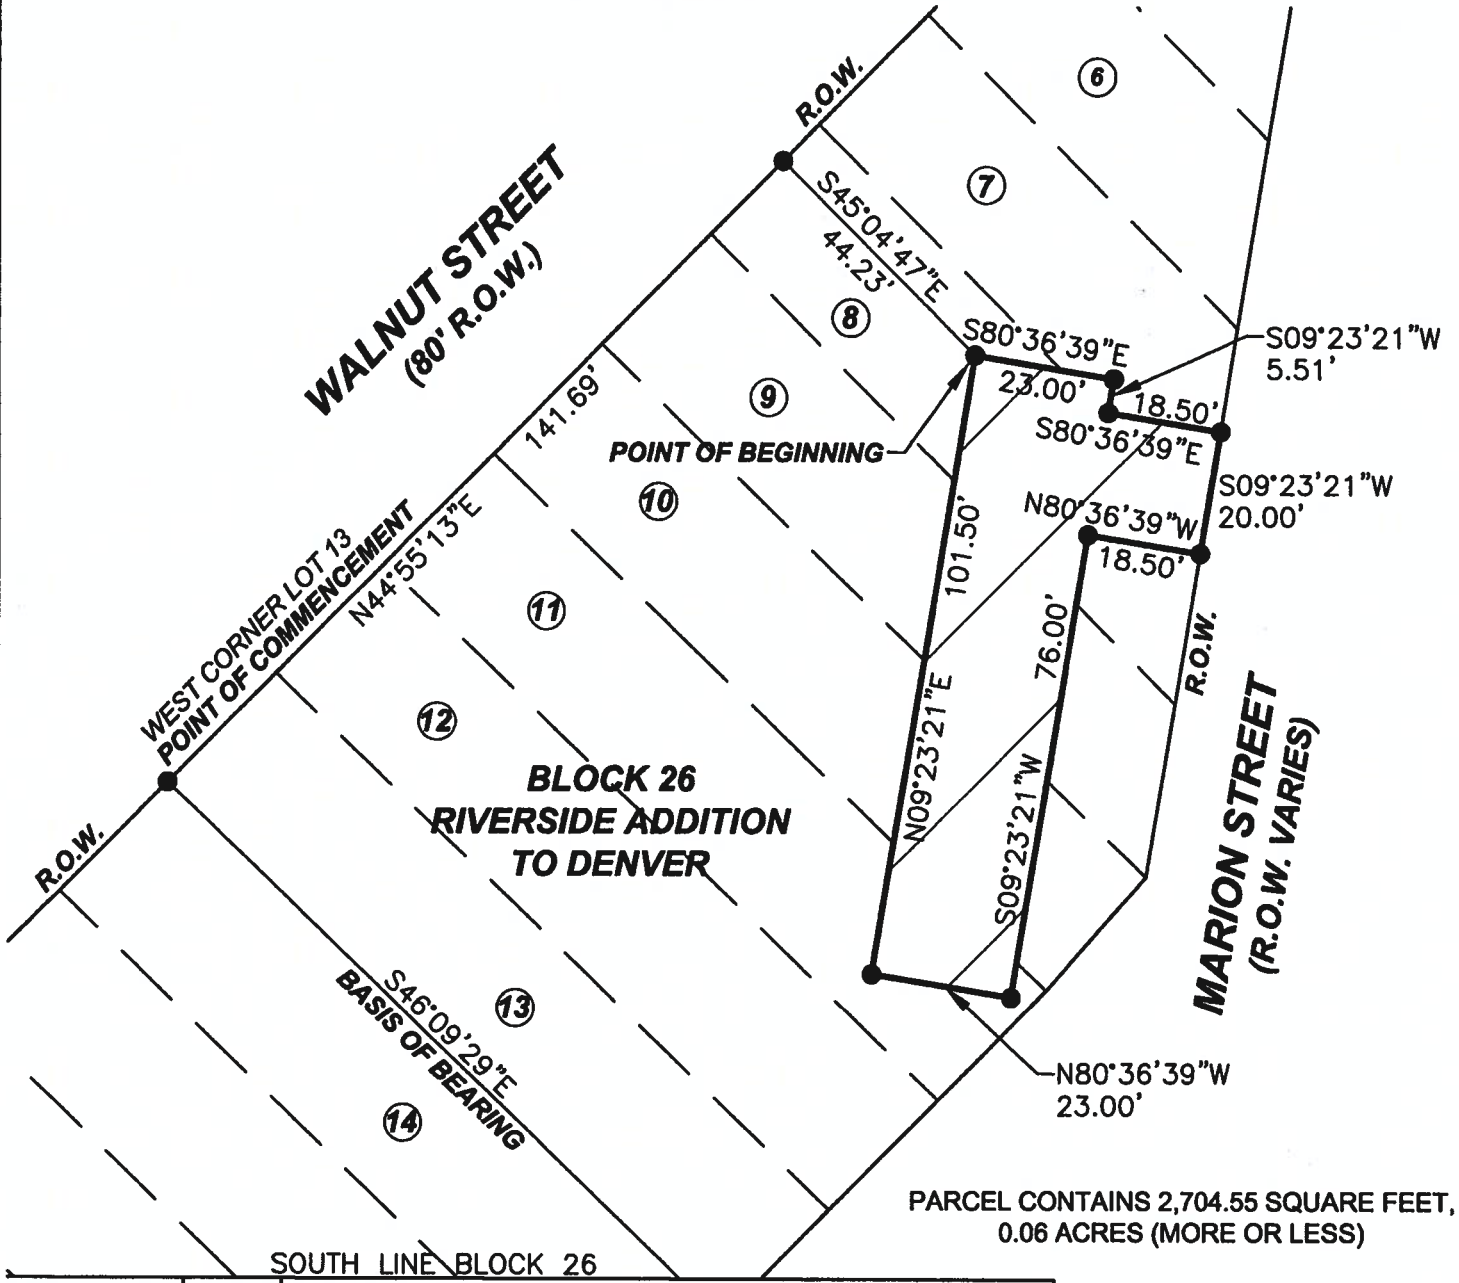 R.O.W.
6
7
WALNUT STREET
(80' R.O.W.)
S45°04'47"E
44.23'
8
S80°36'39"E
23.00'
S09°23'21"W
5.51'
18.50'
S80°36'39"E
9
141.69'
POINT OF BEGINNING
S09°23'21"W
20.00'
10
N80°36'39"W
18.50'
101.50'
WEST CORNER LOT 13
POINT OF COMMENCEMENT
N44°55'13"E
11
76.00'
R.O.W.
12
N09°23'21"E
S09°23'21"W
MARION STREET
(R.O.W. VARIES)
BLOCK 26
RIVERSIDE ADDITION
TO DENVER
R.O.W.
S46°09'29"E
BASIS OF BEARING
13
14
N80°36'39"W
23.00'
PARCEL CONTAINS 2,704.55 SQUARE FEET,
0.06 ACRES (MORE OR LESS)
SOUTH LINE BLOCK 26